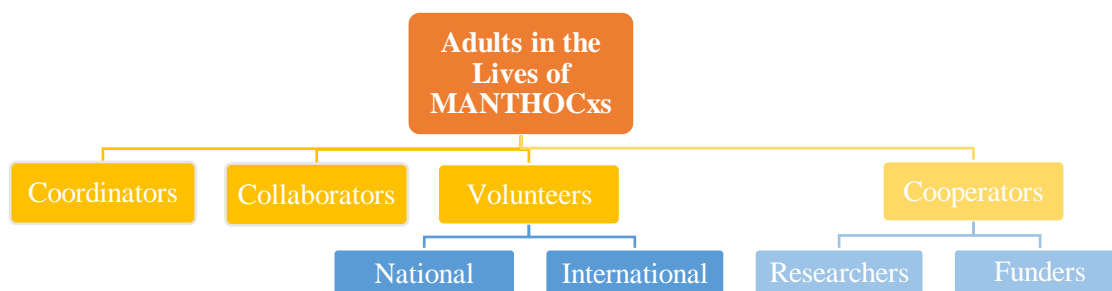 Adults in the
Lives of
MANTHOCxs
Coordinators
Collaborators
Volunteers
Cooperators
National
International
Researchers
Funders